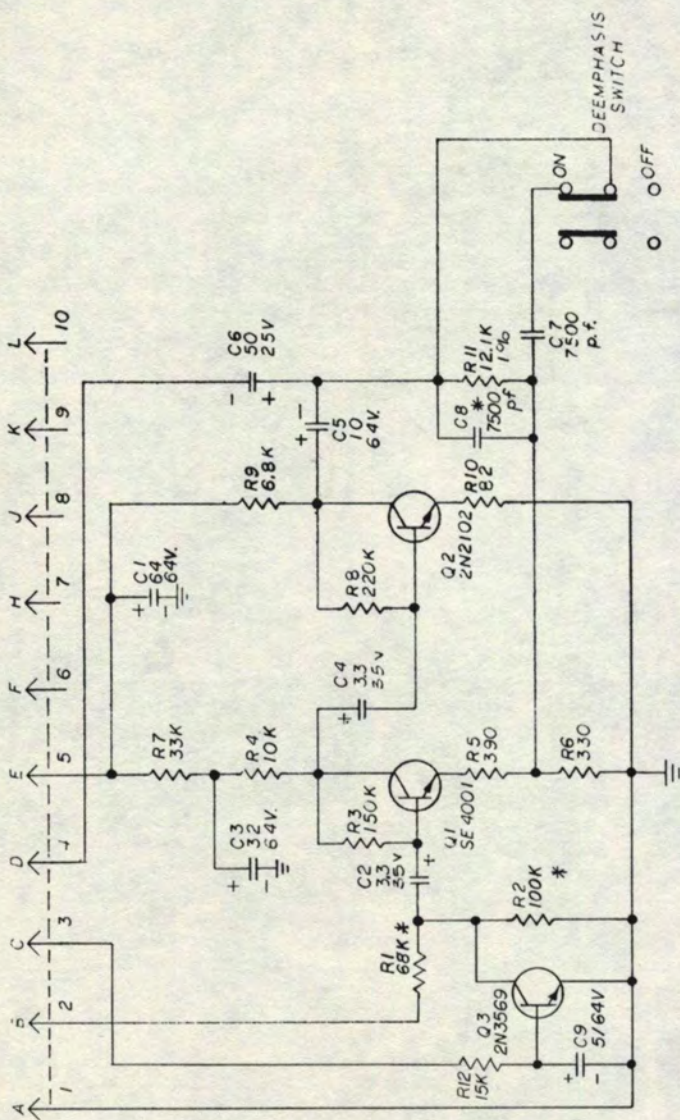 A B C D E F H J K L
1 2 3 4 5 6 7 8 9 10
C1
64
64V.
C6
50
25V
R9
6.8K
C5
10
64V.
R7
33K
C3
32
64V.
R4
10K
C4
3.3
35V
R8
220K
R3
150K
C2
3.3
35V
Q1
SE 4001
Q2
2N2102
R1
68K*
R5
390
R10
82
C8 *
7500
pf
R11
12.1K
1%
C7
7500
p.f.
R6
330
R2
100K
*
Q3
2N3569
R12
15K
C9
5/64V
ON
OFF
DEEMPHASIS
SWITCH